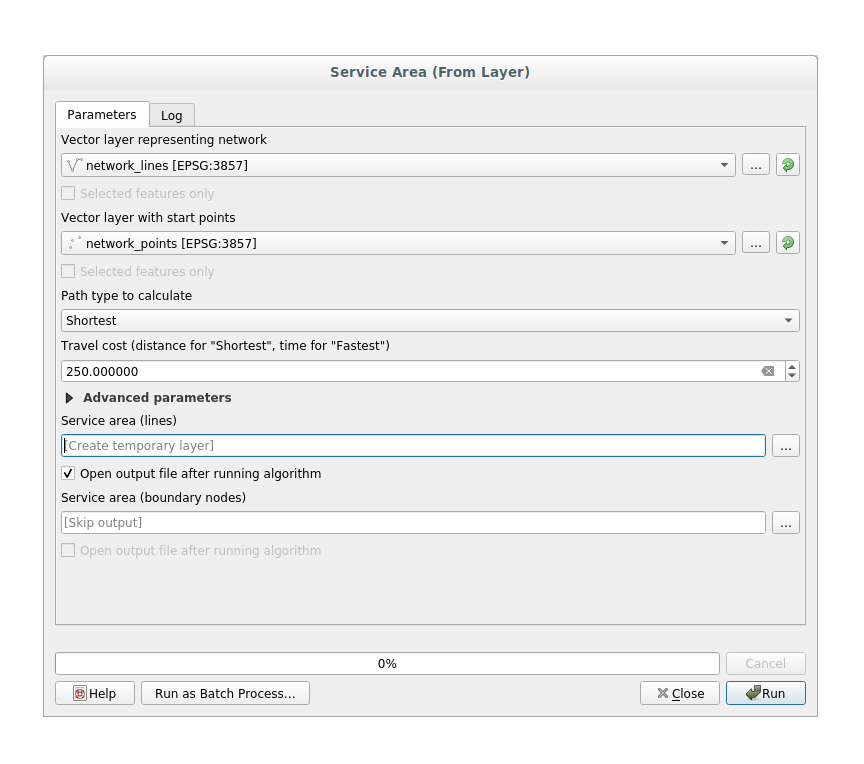 Service Area (From Layer)
Parameters
Log
Vector layer representing network
network_lines [EPSG:3857]
...
Selected features only
Vector layer with start points
network_points [EPSG:3857]
...
Selected features only
Path type to calculate
Shortest
Travel cost (distance for "Shortest", time for "Fastest")
250.000000
Advanced parameters
Service area (lines)
[Create temporary layer]
...
Open output file after running algorithm
Service area (boundary nodes)
[Skip output]
...
Open output file after running algorithm
0%
Cancel
Help
Run as Batch Process...
Close
Run